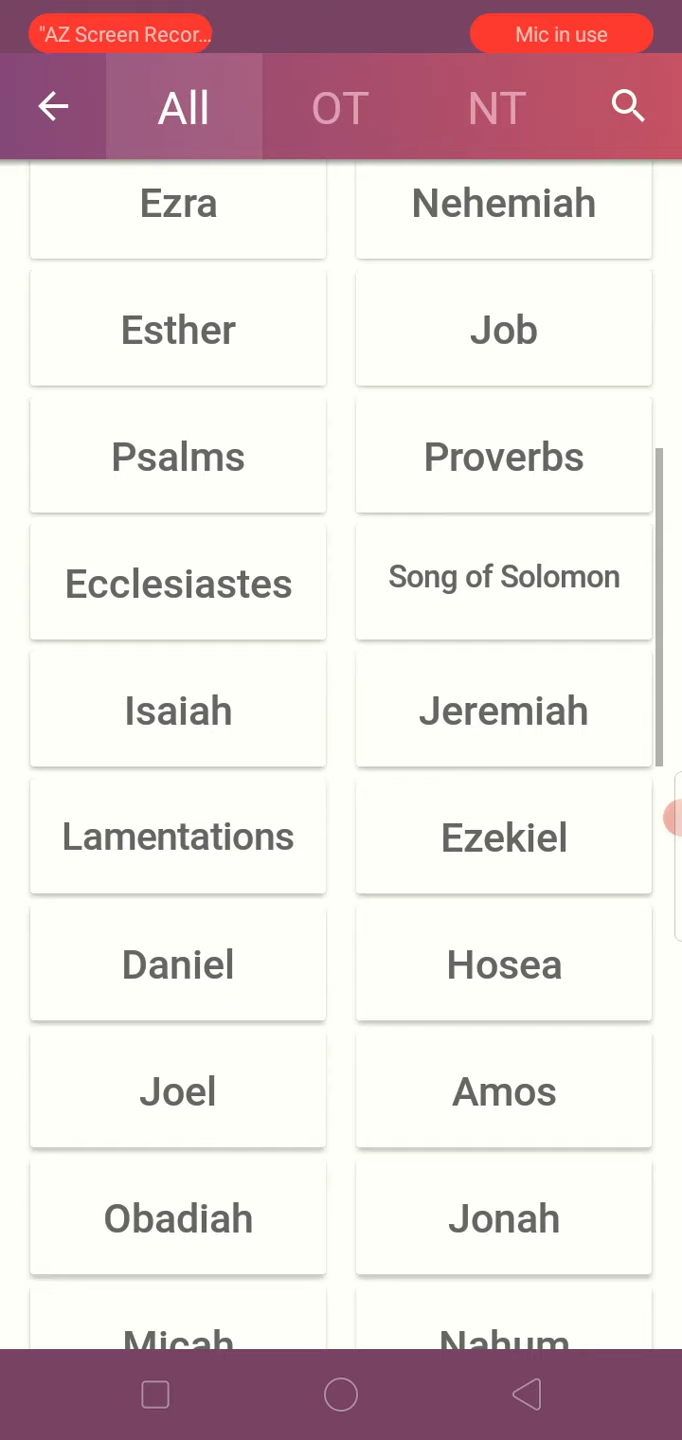 "AZ Screen Recor... Mic in use
All OT NT
Ezra Nehemiah
Esther Job
Psalms Proverbs
Ecclesiastes Song of Solomon
Isaiah Jeremiah
Lamentations Ezekiel
Daniel Hosea
Joel Amos
Obadiah Jonah
Micah Nahum